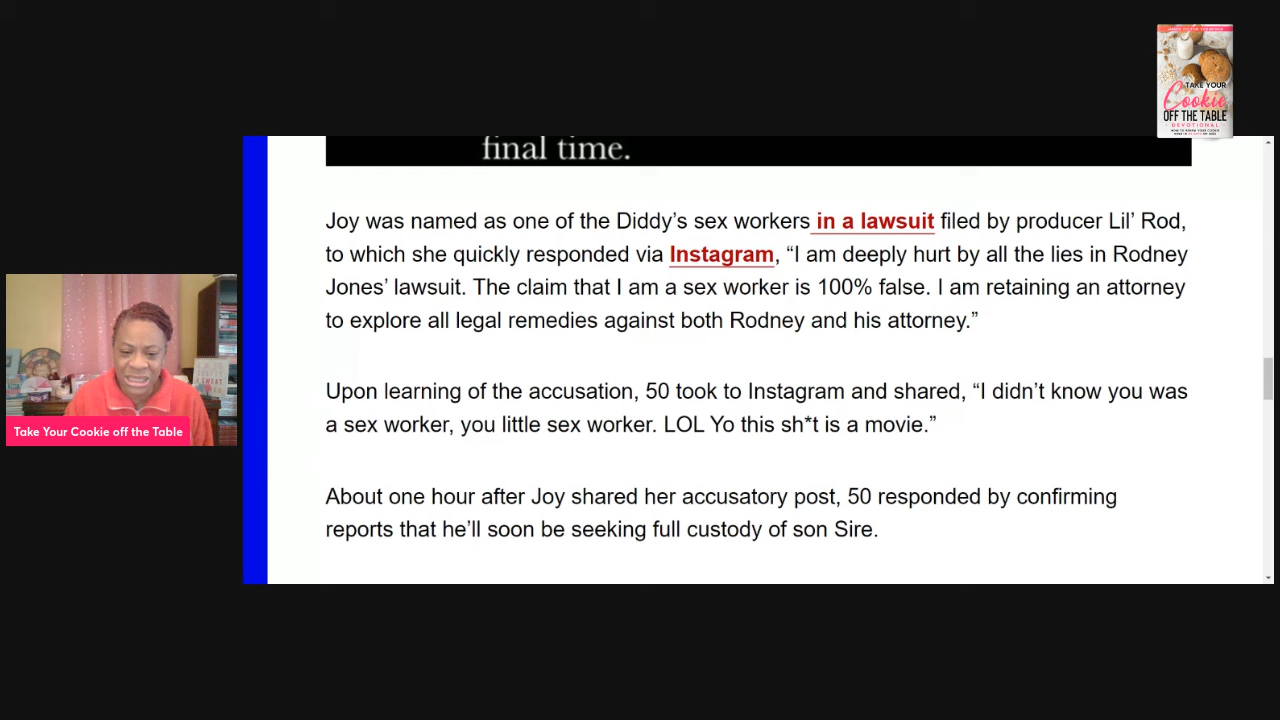 TAKE YOUR
Cookie
OFF THE TABLE
DEVOTIONAL
final time.
Joy was named as one of the Diddy’s sex workers in a lawsuit filed by producer Lil’ Rod,
to which she quickly responded via Instagram, “I am deeply hurt by all the lies in Rodney
Jones’ lawsuit. The claim that I am a sex worker is 100% false. I am retaining an attorney
to explore all legal remedies against both Rodney and his attorney.”
Upon learning of the accusation, 50 took to Instagram and shared, “I didn’t know you was
a sex worker, you little sex worker. LOL Yo this sh*t is a movie.”
About one hour after Joy shared her accusatory post, 50 responded by confirming
reports that he’ll soon be seeking full custody of son Sire.
Take Your Cookie off the Table